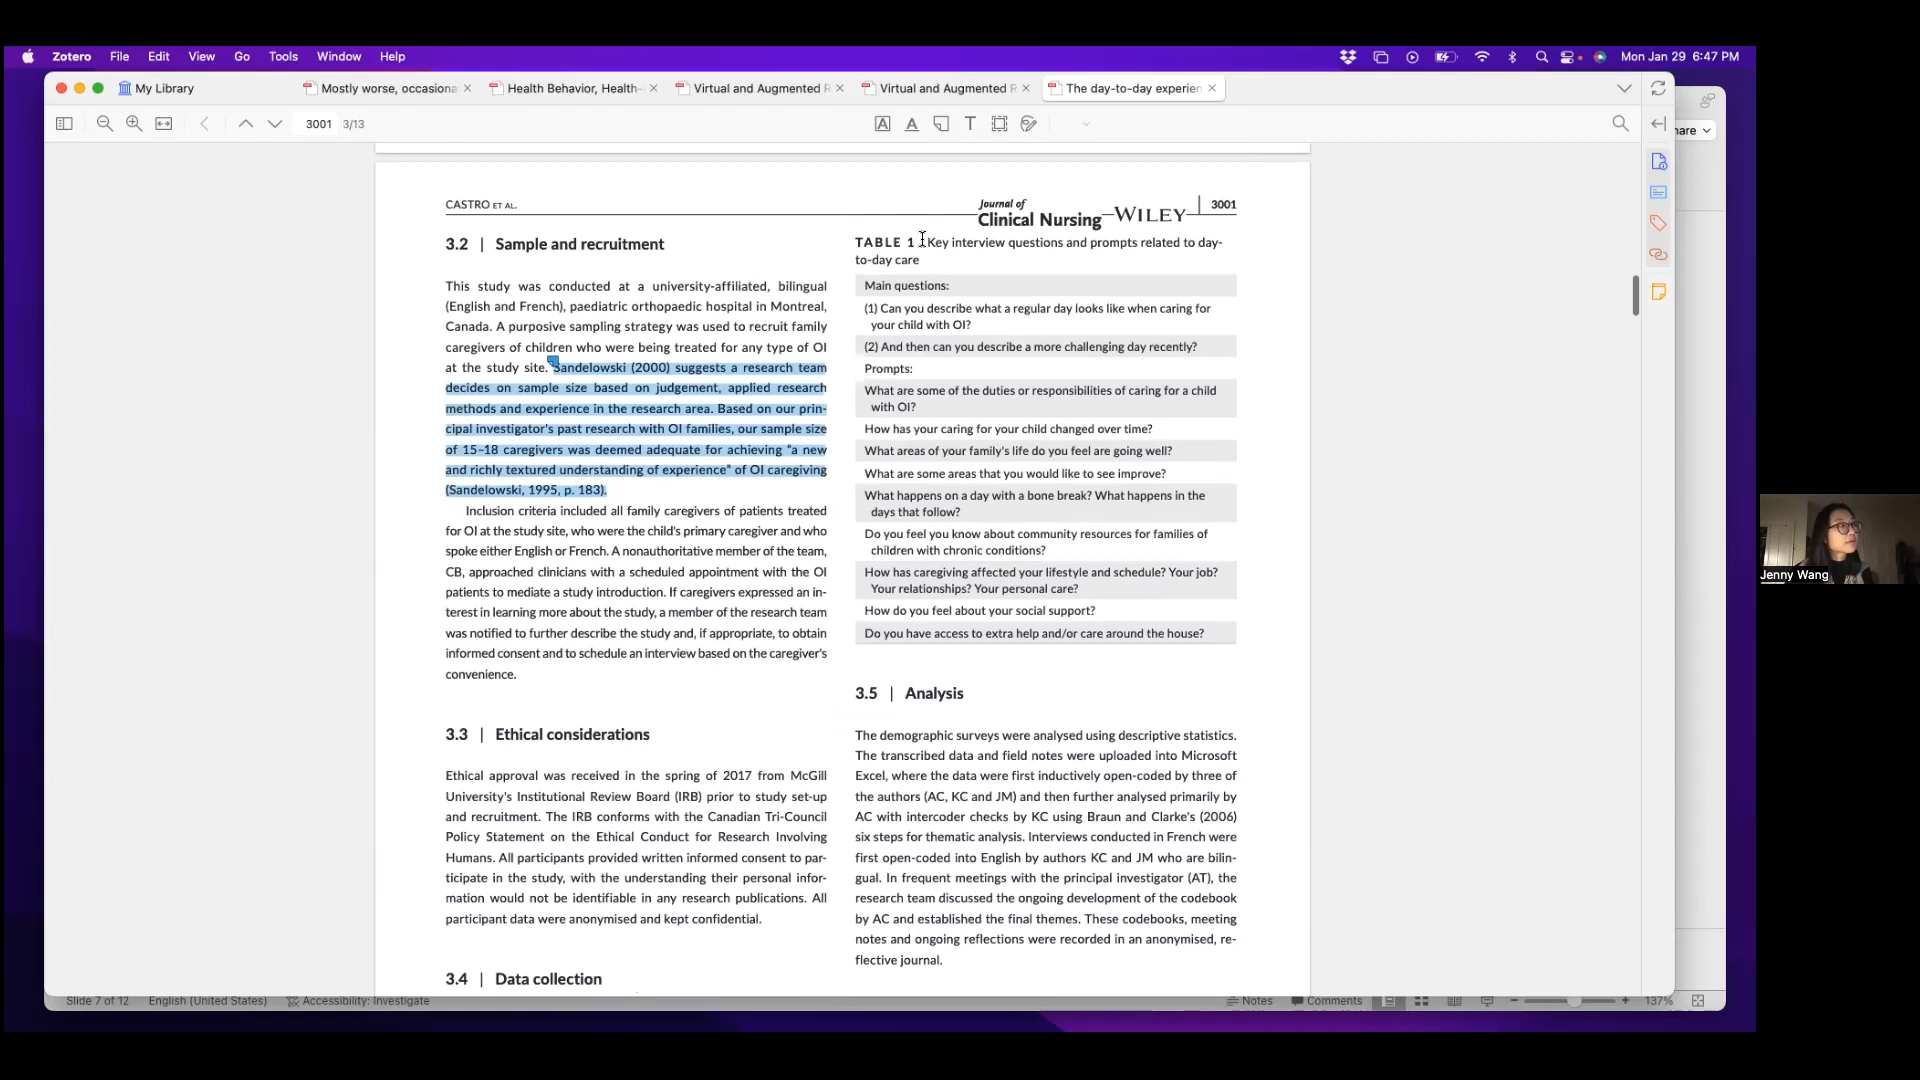 Zotero File Edit View Go Tools Window Help
Mon Jan 29 6:47 PM
My Library
Mostly worse, occasiona
Health Behavior, Health-
Virtual and Augmented R
Virtual and Augmented R
The day-to-day experien
3001 3/13
hare
CASTRO ET AL.
Journal of
Clinical Nursing WILEY 3001
3.2 | Sample and recruitment
This study was conducted at a university-affiliated, bilingual
(English and French), paediatric orthopaedic hospital in Montreal,
Canada. A purposive sampling strategy was used to recruit family
caregivers of children who were being treated for any type of OI
at the study site. Sandelowski (2000) suggests a research team
decides on sample size based on judgement, applied research
methods and experience in the research area. Based on our prin-
cipal investigator's past research with OI families, our sample size
of 15–18 caregivers was deemed adequate for achieving "a new
and richly textured understanding of experience" of OI caregiving
(Sandelowski, 1995, p. 183).
Inclusion criteria included all family caregivers of patients treated
for OI at the study site, who were the child's primary caregiver and who
spoke either English or French. A nonauthoritative member of the team,
CB, approached clinicians with a scheduled appointment with the OI
patients to mediate a study introduction. If caregivers expressed an in-
terest in learning more about the study, a member of the research team
was notified to further describe the study and, if appropriate, to obtain
informed consent and to schedule an interview based on the caregiver's
convenience.
3.3 | Ethical considerations
Ethical approval was received in the spring of 2017 from McGill
University's Institutional Review Board (IRB) prior to study set-up
and recruitment. The IRB conforms with the Canadian Tri-Council
Policy Statement on the Ethical Conduct for Research Involving
Humans. All participants provided written informed consent to par-
ticipate in the study, with the understanding their personal infor-
mation would not be identifiable in any research publications. All
participant data were anonymised and kept confidential.
3.4 | Data collection
TABLE 1 Key interview questions and prompts related to day-
to-day care
Main questions:
(1) Can you describe what a regular day looks like when caring for
your child with OI?
(2) And then can you describe a more challenging day recently?
Prompts:
What are some of the duties or responsibilities of caring for a child
with OI?
How has your caring for your child changed over time?
What areas of your family's life do you feel are going well?
What are some areas that you would like to see improve?
What happens on a day with a bone break? What happens in the
days that follow?
Do you feel you know about community resources for families of
children with chronic conditions?
How has caregiving affected your lifestyle and schedule? Your job?
Your relationships? Your personal care?
How do you feel about your social support?
Do you have access to extra help and/or care around the house?
3.5 | Analysis
The demographic surveys were analysed using descriptive statistics.
The transcribed data and field notes were uploaded into Microsoft
Excel, where the data were first inductively open-coded by three of
the authors (AC, KC and JM) and then further analysed primarily by
AC with intercoder checks by KC using Braun and Clarke's (2006)
six steps for thematic analysis. Interviews conducted in French were
first open-coded into English by authors KC and JM who are bilin-
gual. In frequent meetings with the principal investigator (AT), the
research team discussed the ongoing development of the codebook
by AC and established the final themes. These codebooks, meeting
notes and ongoing reflections were recorded in an anonymised, re-
flective journal.
Jenny Wang
Slide 7 of 12 English (United States) Accessibility: Investigate
Notes Comments 137%